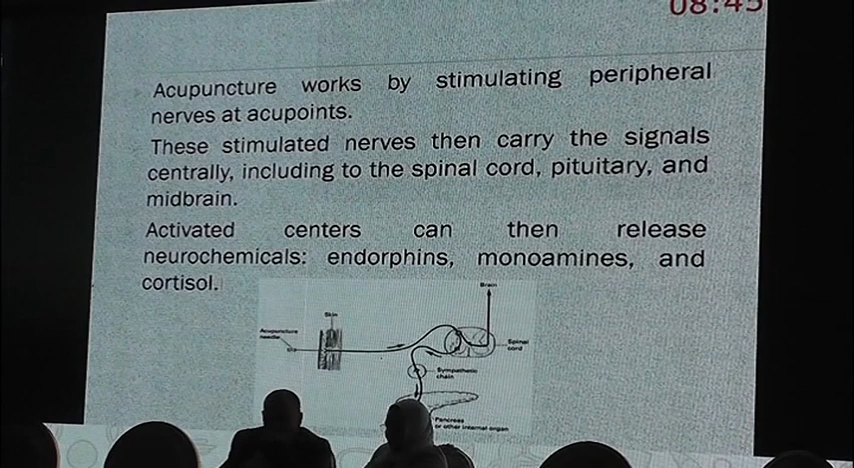 08:45
Acupuncture works by stimulating peripheral
nerves at acupoints.
These stimulated nerves then carry the signals
centrally, including to the spinal cord, pituitary, and
midbrain.
Activated centers can then release
neurochemicals: endorphins, monoamines, and
cortisol.
Brain
Skin
Acupuncture
needle
Spinal
cord
Sympathetic
chain
Pancreas
or other internal organ